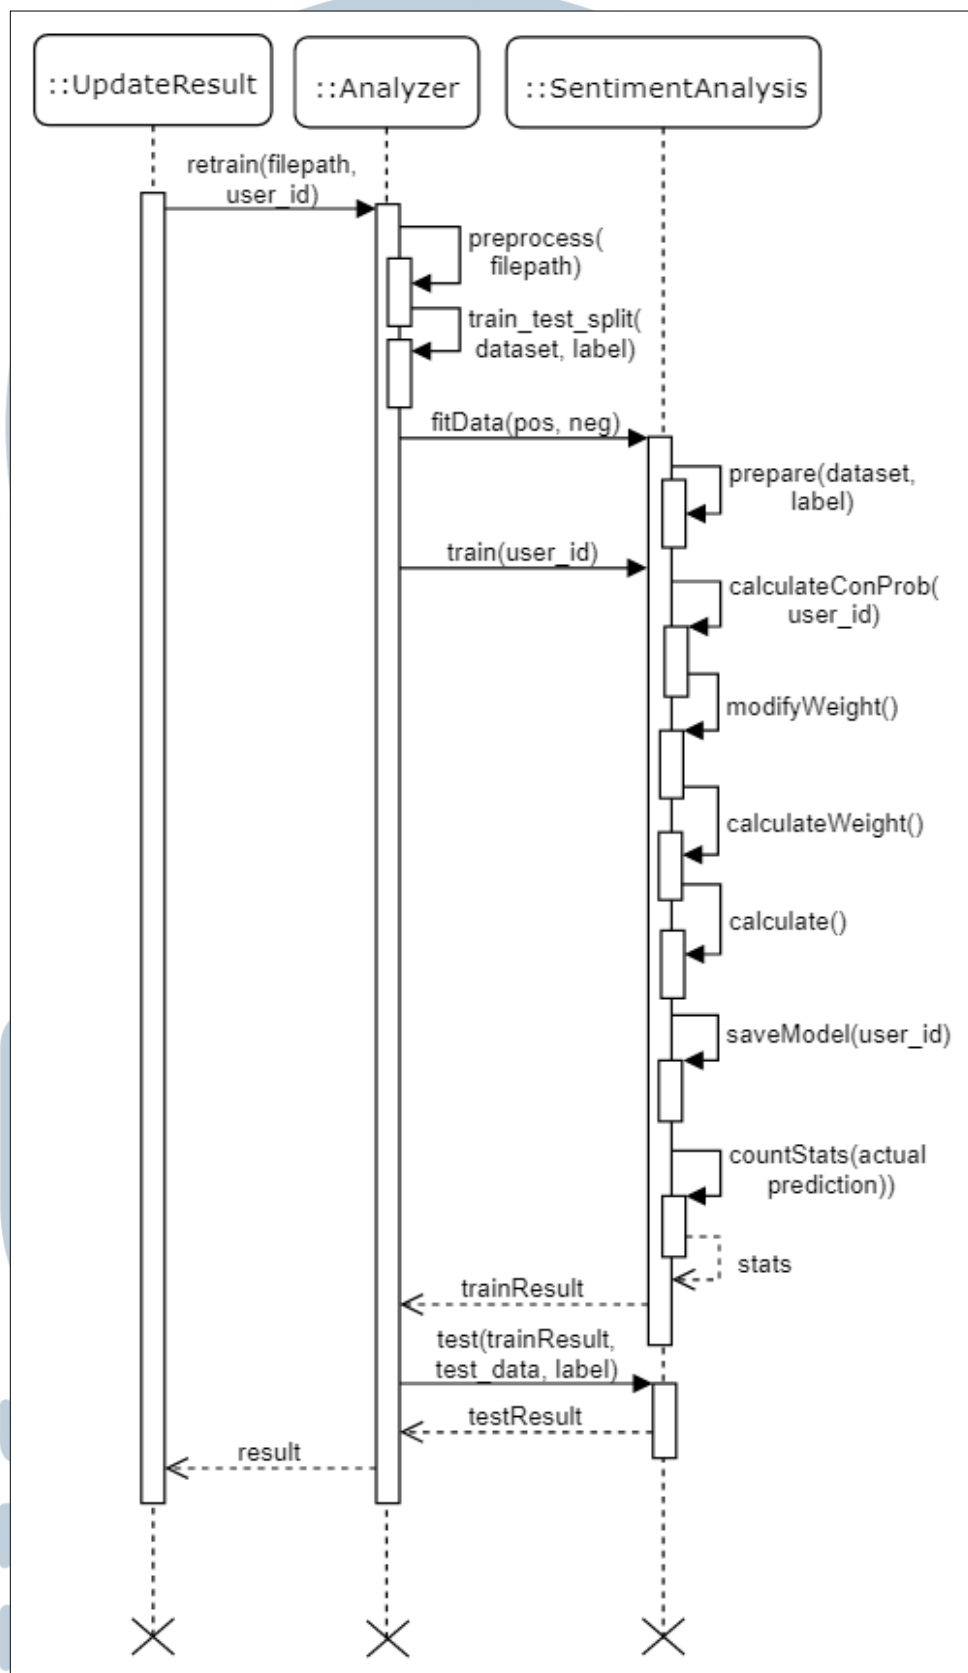 ::UpdateResult
::Analyzer
::SentimentAnalysis
retrain(filepath,
user_id)
preprocess(
filepath)
train_test_split(
dataset, label)
fitData(pos, neg)
prepare(dataset,
label)
train(user_id)
calculateConProb(
user_id)
modifyWeight()
calculateWeight()
calculate()
saveModel(user_id)
countStats(actual
prediction))
stats
trainResult
test(trainResult,
test_data, label)
testResult
result